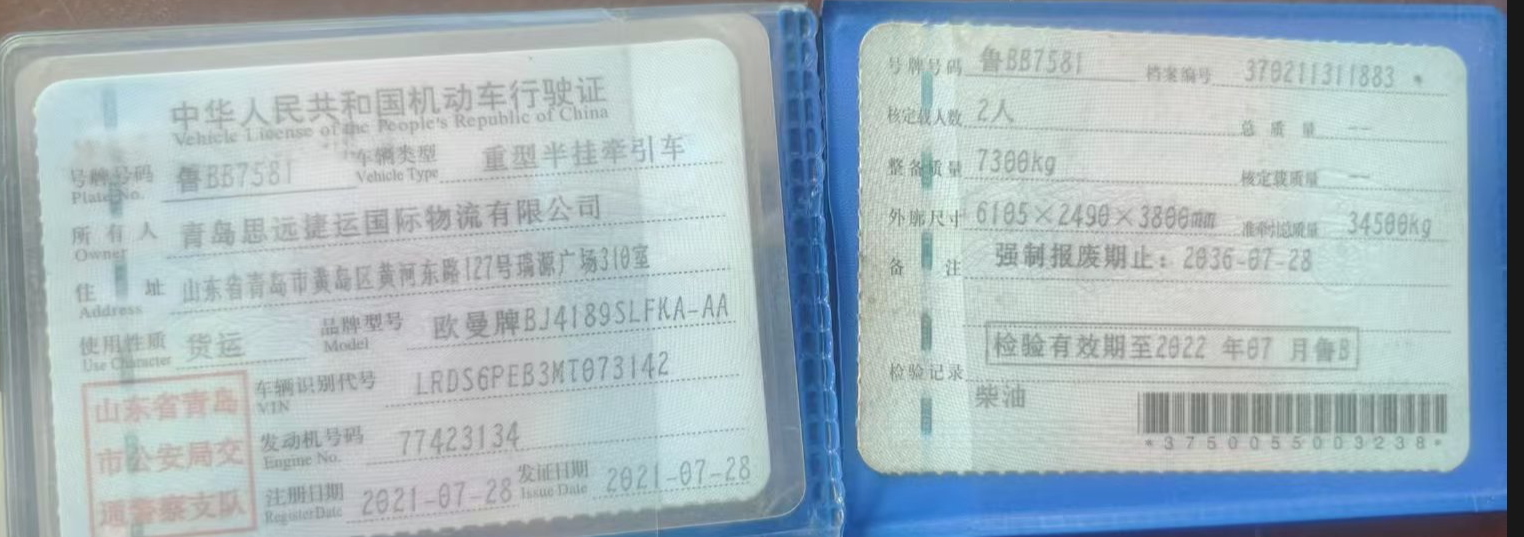 中华人民共和国机动车行驶证
Vehicle License of the People's Republic of China
号牌号码 鲁BB7581 车辆类型 重型半挂牵引车
Plate No. Vehicle Type
所有人 青岛思远捷运国际物流有限公司
Owner
住址 山东省青岛市黄岛区黄河东路127号瑞源广场310室
Address
使用性质 货运 品牌型号 欧曼牌BJ4189SLFKA-AA
Use Character Model
山东省青岛
市公安局交
通警察支队
车辆识别代号 LRDS6PEB3MT073142
VIN
发动机号码 77423134
Engine No.
注册日期 2021-07-28 发证日期 2021-07-28
Register Date Issue Date
号牌号码 鲁BB7581 档案编号 370211311883
核定载人数 2人 总质量 --
整备质量 7300kg 核定载质量 --
外廓尺寸 6105×2490×3800mm 准牵引总质量 34500kg
备注 强制报废期止：2036-07-28
检验有效期至2022 年07 月鲁B
检验记录
柴油
*3750055003238*